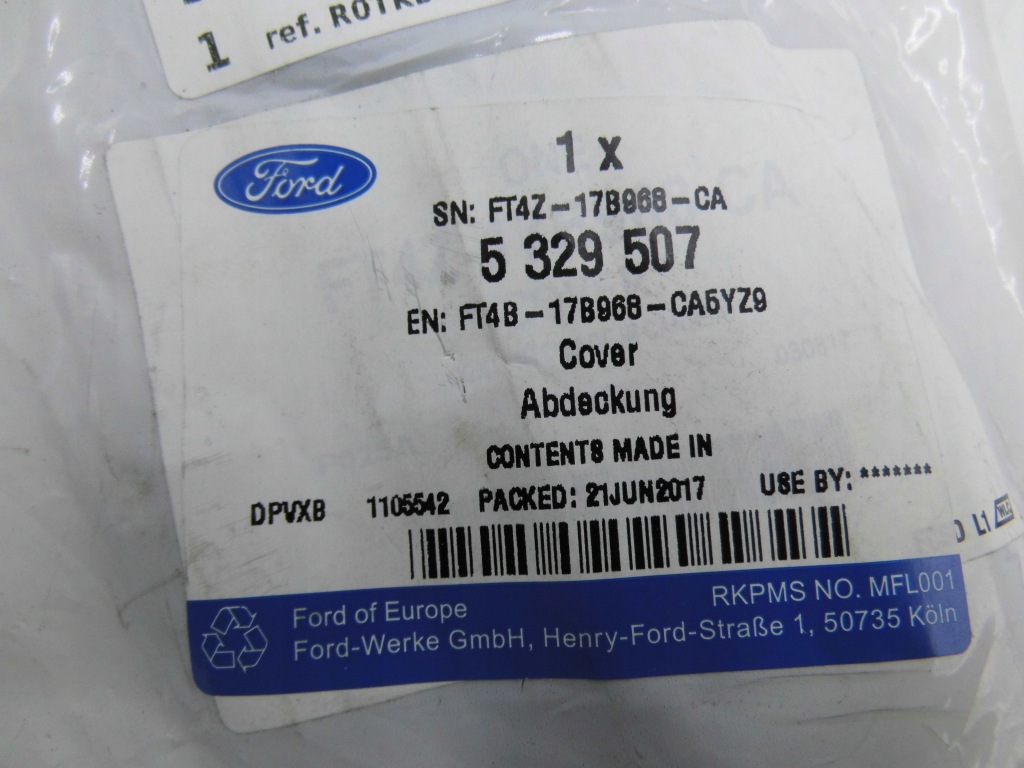 1 ref.
Ford
1 x
SN: FT4Z-17B968-CA
5 329 507
EN: FT4B-17B968-CA5YZ9
Cover
Abdeckung
CONTENTS MADE IN
DPVXB 1105542 PACKED: 21JUN2017 USE BY: *******
L1
RKPMS NO. MFL001
Ford of Europe
Ford-Werke GmbH, Henry-Ford-Straße 1, 50735 Köln